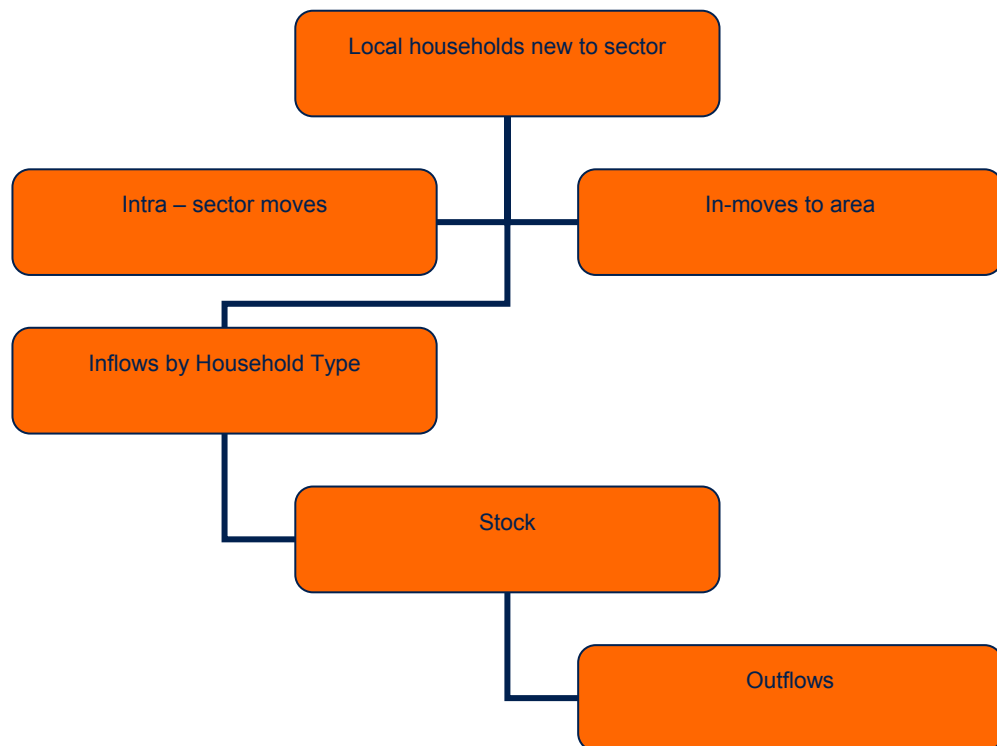 Local households new to sector
Intra – sector moves
In-moves to area
Inflows by Household Type
Stock
Outflows